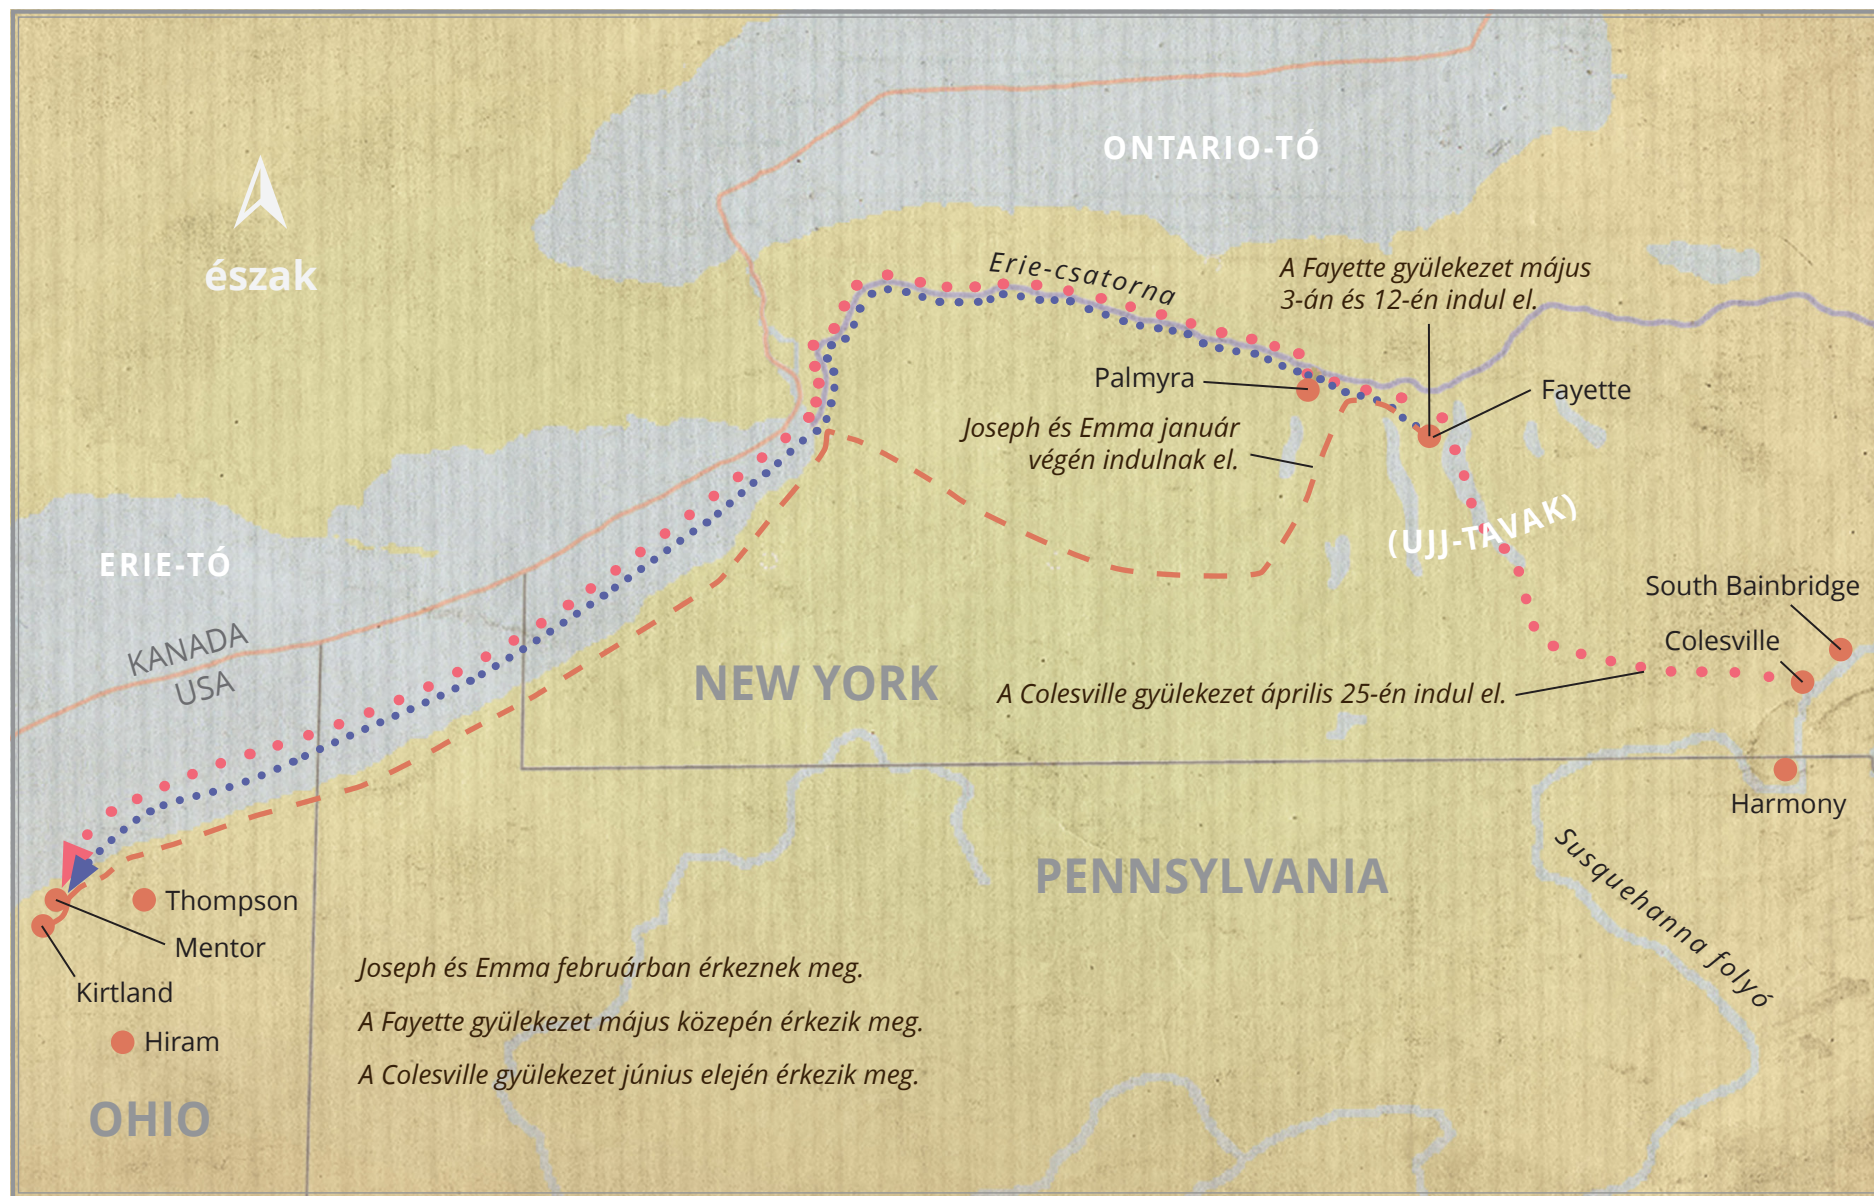 ONTARIO-TÓ
észak
Erie-csatorna
A Fayette gyülekezet május
3-án és 12-én indul el.
Palmyra
Fayette
Joseph és Emma január
végén indulnak el.
(UJJ-TAVAK)
ERIE-TÓ
KANADA
USA
South Bainbridge
Colesville
NEW YORK
A Colesville gyülekezet április 25-én indul el.
Harmony
PENNSYLVANIA
Susquehanna folyó
Thompson
Mentor
Kirtland
Hiram
Joseph és Emma februárban érkeznek meg.
A Fayette gyülekezet május közepén érkezik meg.
A Colesville gyülekezet június elején érkezik meg.
OHIO